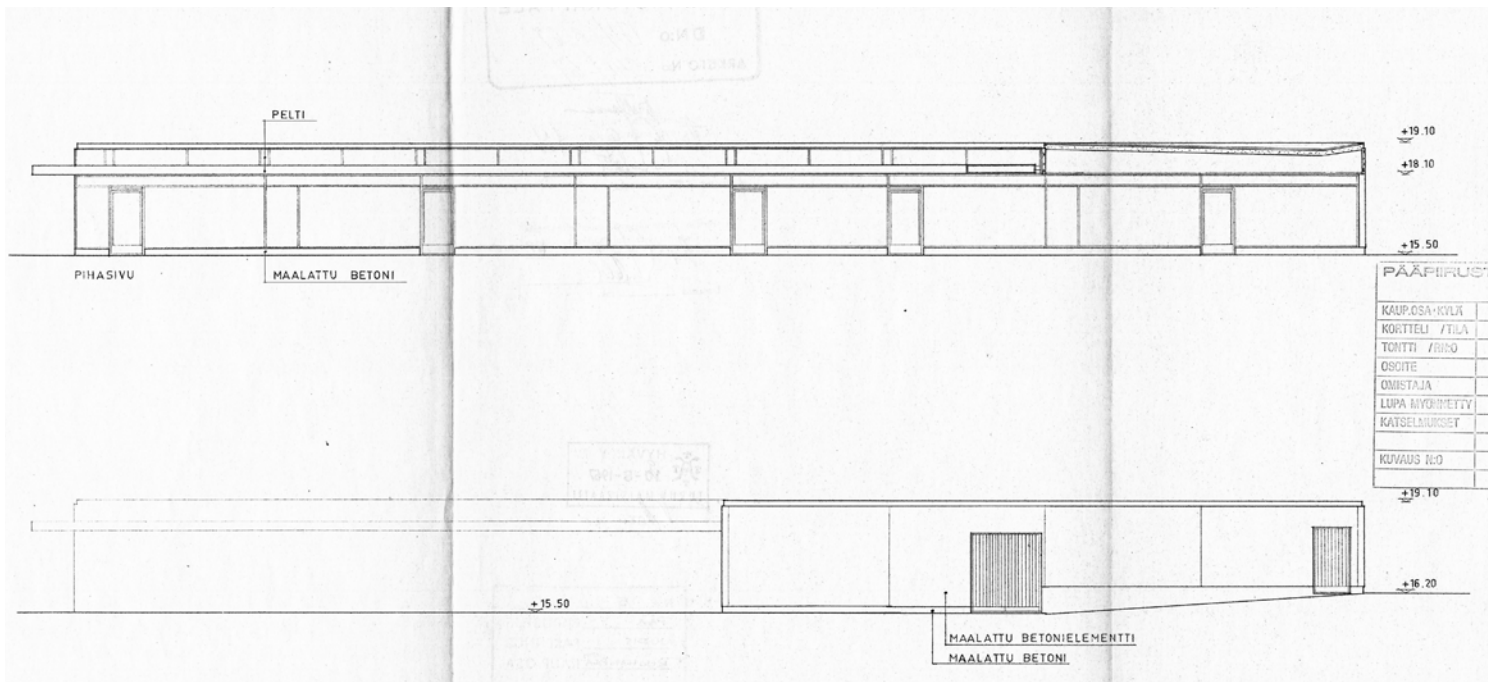 PELTI
+19.10
+18.10
+15.50
PIHASIVU
MAALATTU BETONI
PÄÄPIIRUST
KAUP.OSA-KYLÄ
KORTTELI /TILA
TONTTI /RN:O
OSOITE
OMISTAJA
LUPA MYÖNNETTY
KATSELMUKSET
KUVAUS N:O
+19.10
+16.20
+15.50
MAALATTU BETONIELEMENTTI
MAALATTU BETONI